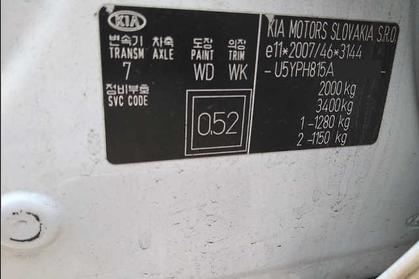 KIA
변속기 차축 도장 의장
TRANSM AXLE PAINT TRIM
7 WD WK
정비부호
SVC CODE
0.52
KIA MOTORS SLOVAKIA S.R.O
e11*2007/46*3144
U5YPH815A
2000 kg
3400 kg
1 -1280 kg
2 -1150 kg